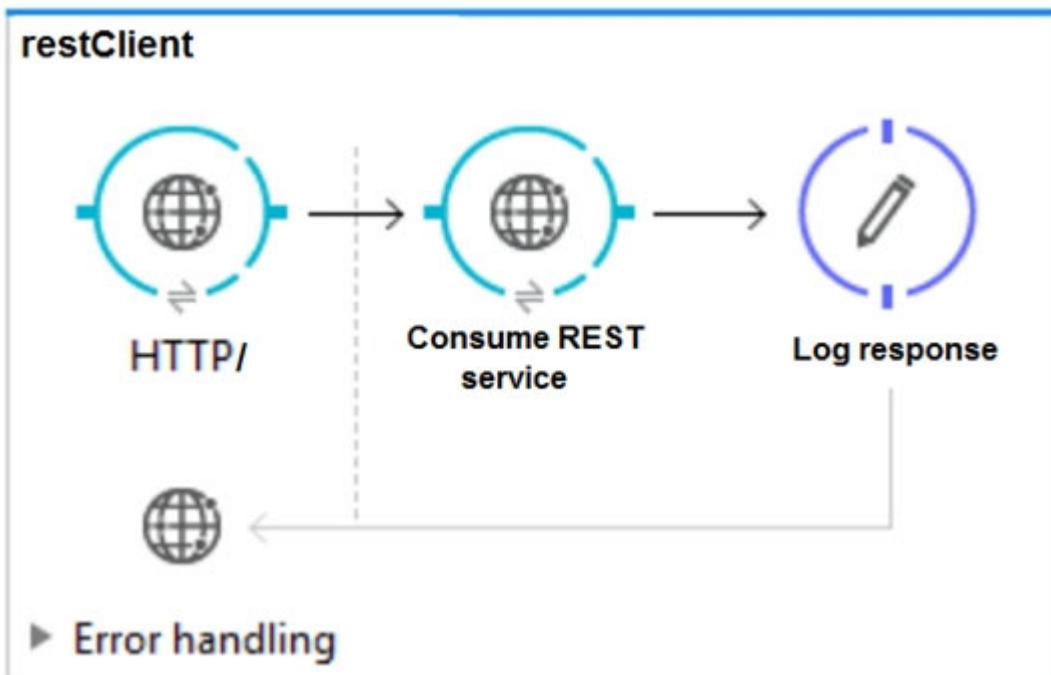 restClient
HTTP/
Consume REST
service
Log response
Error handling